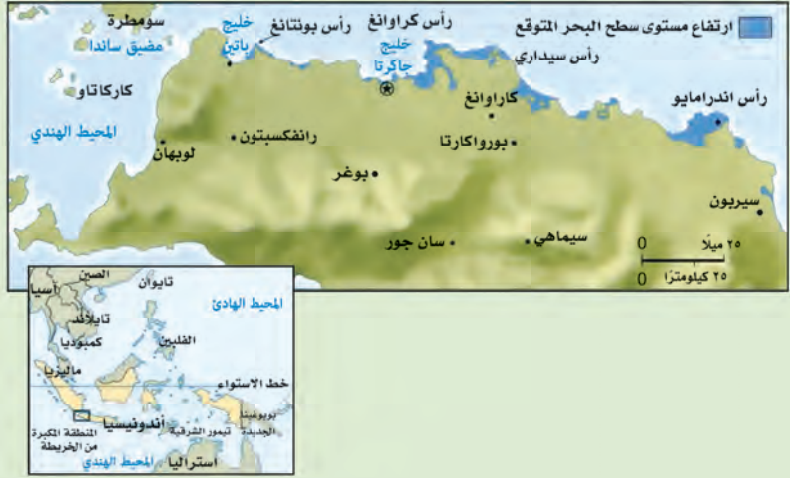 ارتفاع مستوى سطح البحر المتوقع
سومطرة
مضيق ساندا
كاركاتاو
المحيط الهندي
خليج
باتين
رأس بونتانغ
رأس كراوانغ
خليج
جاكرتا
رأس سيداري
كاراوانغ
رأس اندرامايو
لوبهان
رانفكسبتون
بورواكارتا
بوغر
سيربون
سان جور
سيماهي
0 ٢٥ ميلًا
0 ٢٥ كيلومترًا
الصين
آسيا
تايوان
المحيط الهادئ
تايلاند
كمبوديا
الفلبين
ماليزيا
خط الاستواء
أندونيسيا
الجديدة
المنطقة المكبرة
من الخريطة
تيمور الشرقية
المحيط الهندي
استراليا